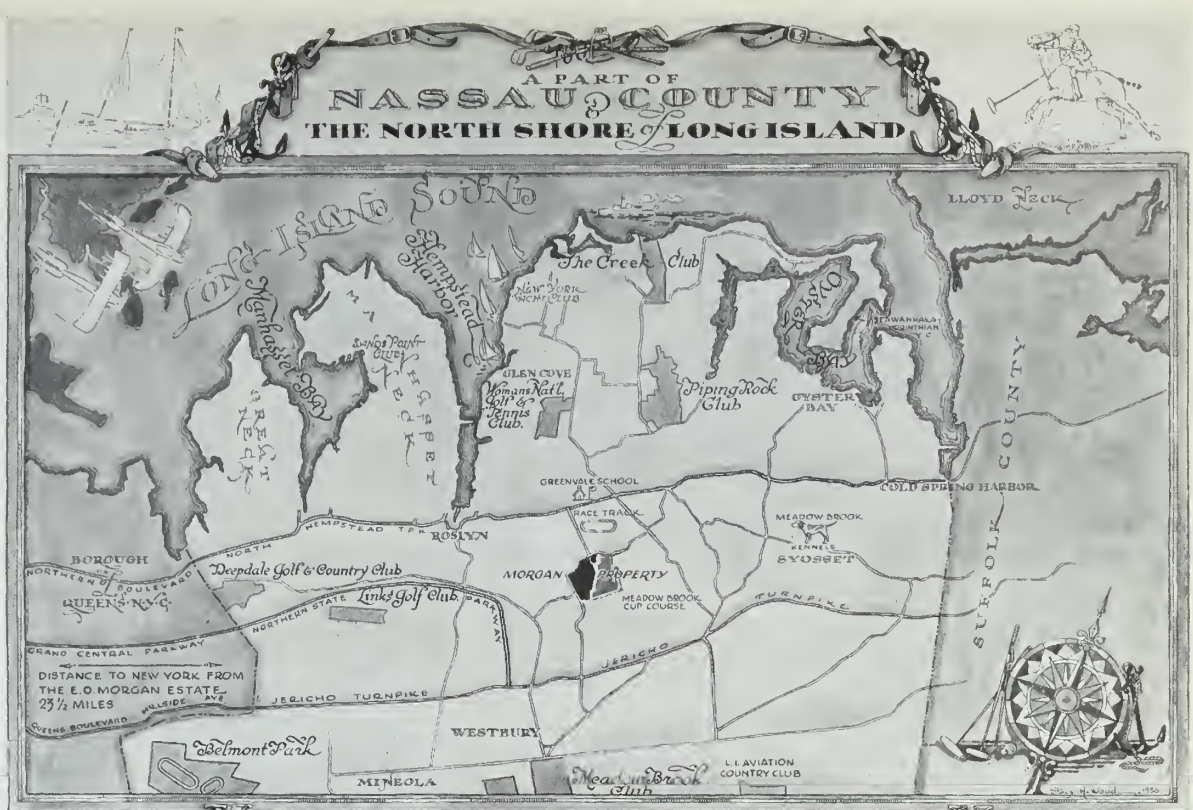 A PART OF
NASSAU COUNTY
&
THE NORTH SHORE of LONG ISLAND
LONG ISLAND SOUND
LLOYD NECK
Manhasset BAY
Hempstead Harbor
The Creek Club
NEW YORK
YACHT CLUB
OYSTER BAY
SEAWANHAKA
CORINTHIAN
Y. C.
MANHASSET NECK
SANDS POINT
CLUB
GREAT NECK
GLEN COVE
Womans Nat'l.
Golf &
Tennis
Club.
Piping Rock
Club
OYSTER
BAY
SUFFOLK COUNTY
COLD SPRING HARBOR
GREENVALE SCHOOL
RACE TRACK
NORTH HEMPSTEAD TPK
ROSLYN
MEADOW BROOK
KENNELS
SYOSSET
BOROUGH
of
QUEENS-N.Y.C.
NORTHERN BOULEVARD
Deepdale Golf & Country Club
MORGAN PROPERTY
MEADOW BROOK
CUP COURSE
Links Golf Club.
NORTHERN STATE PARKWAY
GRAND CENTRAL PARKWAY
JERICHO TURNPIKE
DISTANCE TO NEW YORK FROM
THE E.D. MORGAN ESTATE
23 1/2 MILES
QUEENS BOULEVARD HILLSIDE AVE.
JERICHO TURNPIKE
WESTBURY
Belmont Park
MINEOLA
Meadow Brook
Club
L.I. AVIATION
COUNTRY CLUB
1930